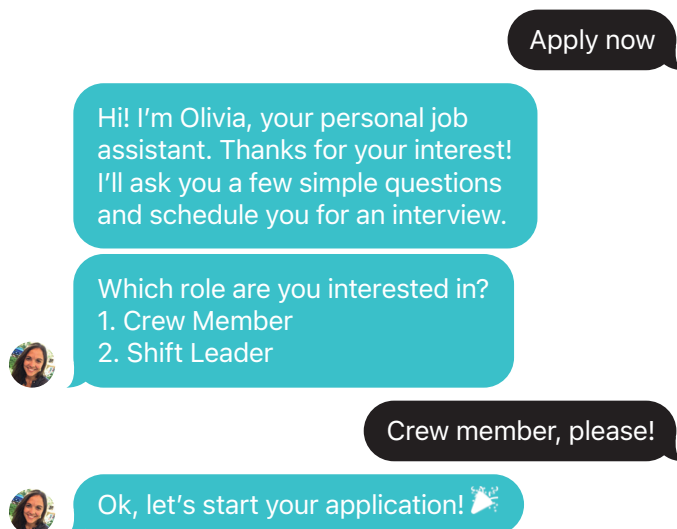 Apply now
Hi! I’m Olivia, your personal job
assistant. Thanks for your interest!
I’ll ask you a few simple questions
and schedule you for an interview.
Which role are you interested in?
1. Crew Member
2. Shift Leader
Crew member, please!
Ok, let’s start your application! 🎉